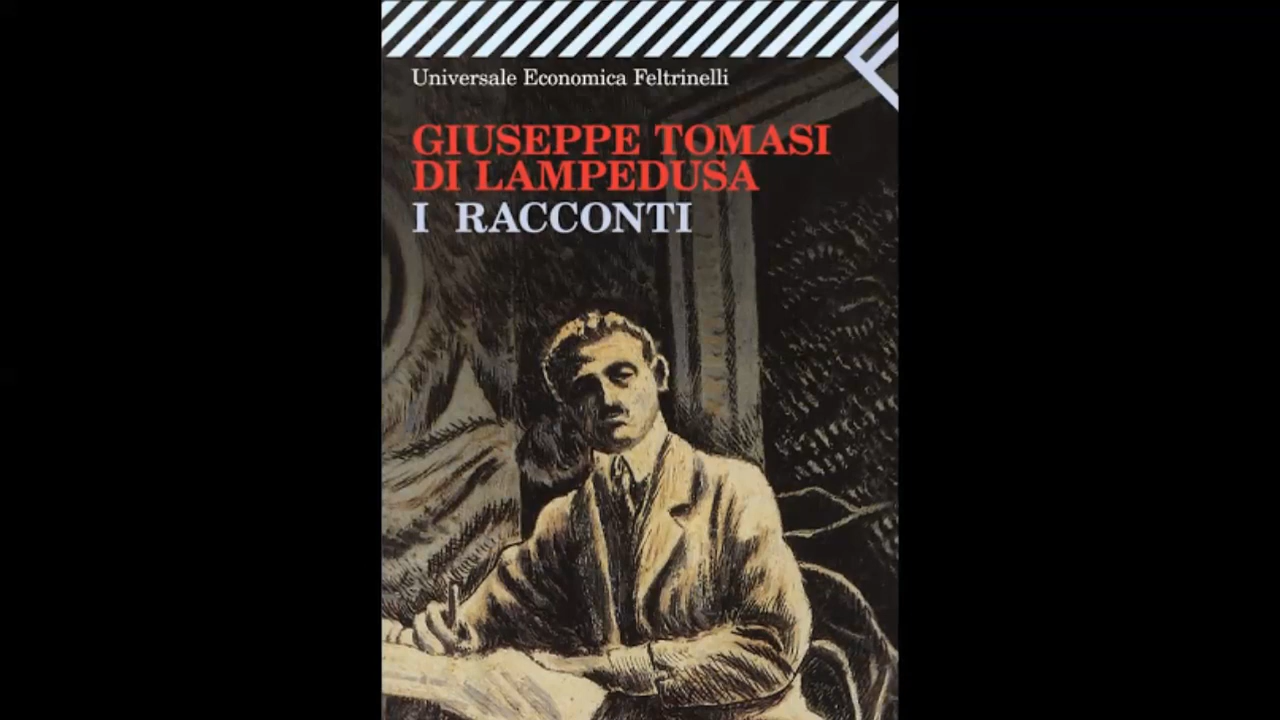 Universale Economica Feltrinelli
GIUSEPPE TOMASI
DI LAMPEDUSA
I RACCONTI